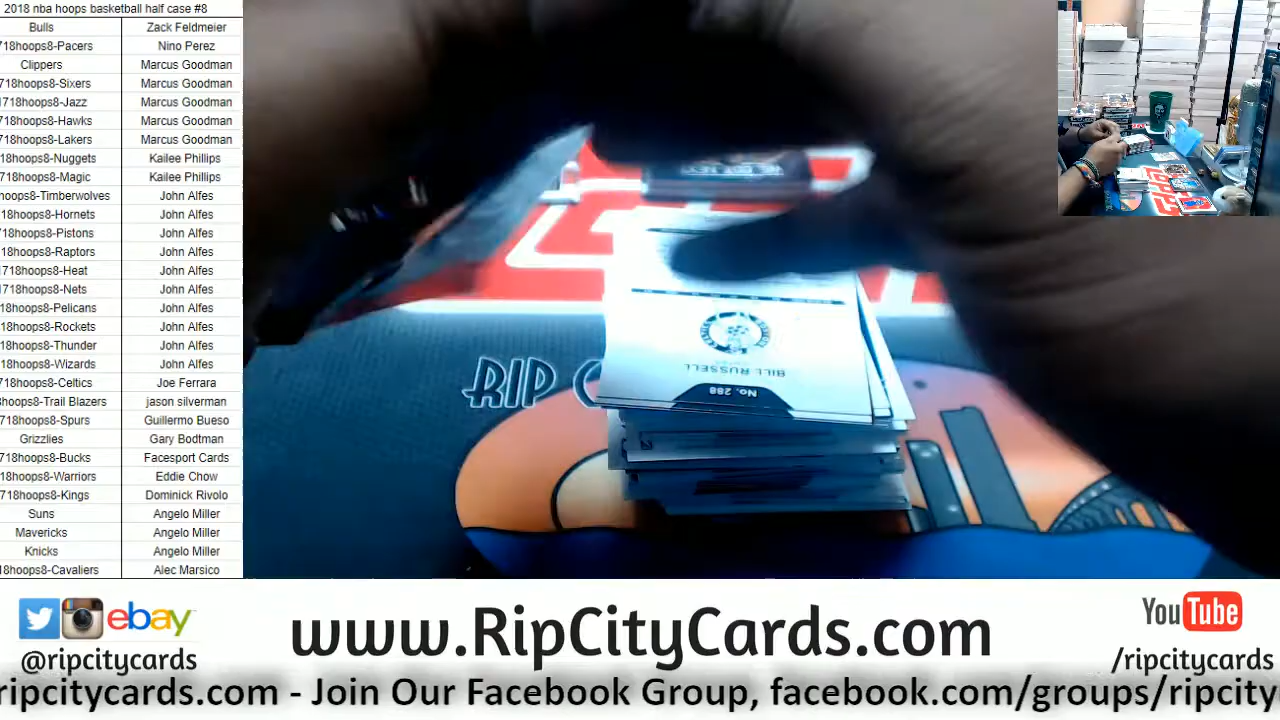 2018 nba hoops basketball half case #8
Bulls Zack Feldmeier
718hoops8-Pacers Nino Perez
Clippers Marcus Goodman
718hoops8-Sixers Marcus Goodman
1718hoops8-Jazz Marcus Goodman
718hoops8-Hawks Marcus Goodman
718hoops8-Lakers Marcus Goodman
18hoops8-Nuggets Kailee Phillips
718hoops8-Magic Kailee Phillips
hoops8-Timberwolves John Alfes
18hoops8-Hornets John Alfes
718hoops8-Pistons John Alfes
18hoops8-Raptors John Alfes
1718hoops8-Heat John Alfes
1718hoops8-Nets John Alfes
18hoops8-Pelicans John Alfes
18hoops8-Rockets John Alfes
18hoops8-Thunder John Alfes
18hoops8-Wizards John Alfes
718hoops8-Celtics Joe Ferrara
hoops8-Trail Blazers jason silverman
718hoops8-Spurs Guillermo Bueso
Grizzlies Gary Bodtman
718hoops8-Bucks Facesport Cards
18hoops8-Warriors Eddie Chow
718hoops8-Kings Dominick Rivolo
Suns Angelo Miller
Mavericks Angelo Miller
Knicks Angelo Miller
18hoops8-Cavaliers Alec Marsico
RIP
BILL RUSSELL
No. 288
ebay
@ripcitycards
www.RipCityCards.com
YouTube
/ripcitycards
ripcitycards.com - Join Our Facebook Group, facebook.com/groups/ripcity